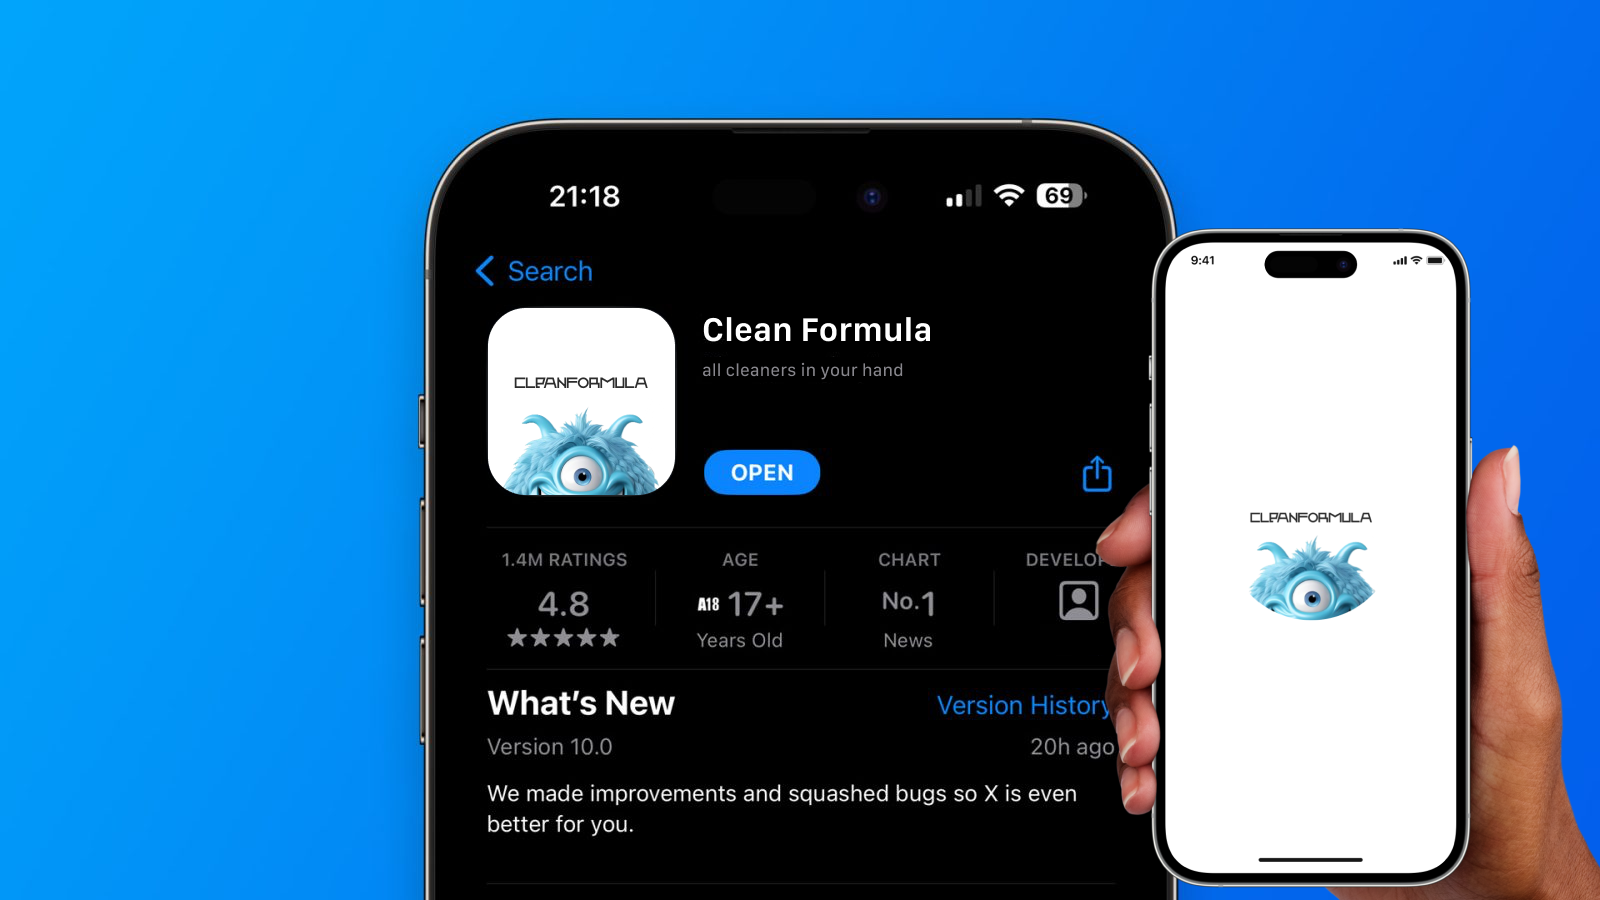 21:18
69
Search
CLEANFORMULA
Clean Formula
all cleaners in your hand
OPEN
1.4M RATINGS
4.8
AGE
A18 17+
Years Old
CHART
No.1
News
DEVELOP
What's New
Version History
Version 10.0
20h ago
We made improvements and squashed bugs so X is even
better for you.
9:41
CLEANFORMULA